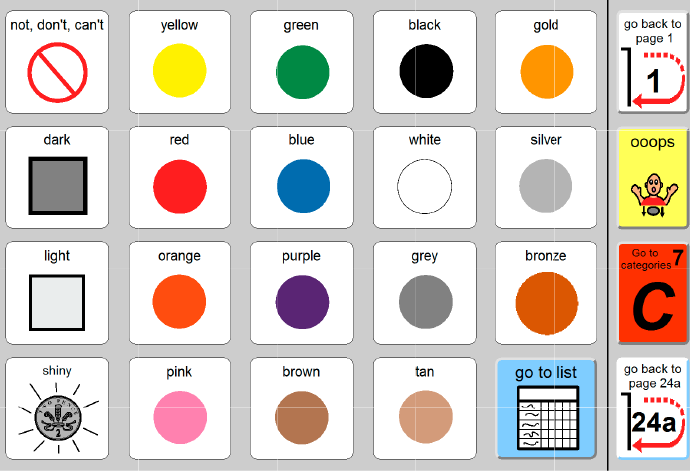 not, don't, can't
yellow
green
black
gold
go back to
page 1
1
dark
red
blue
white
silver
ooops
light
orange
purple
grey
bronze
Go to
categories 7
C
shiny
2
pink
brown
tan
go to list
go back to
page 24a
24a